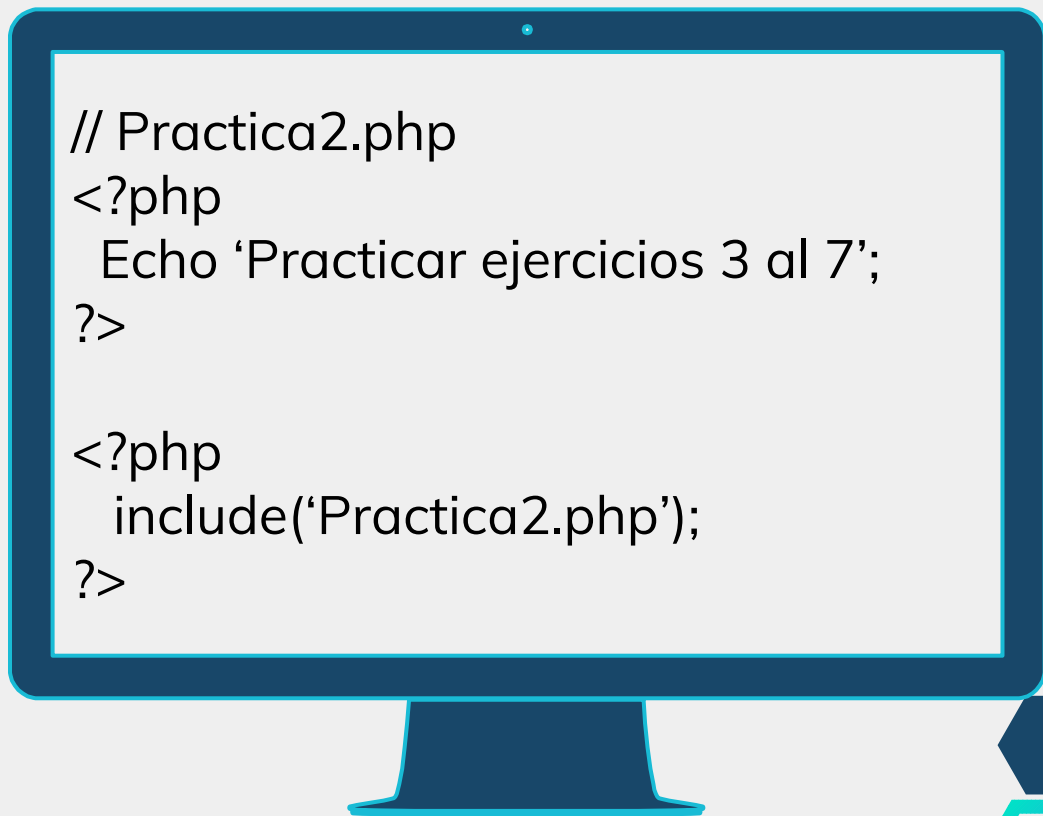 // Practica2.php
<?php
Echo ‘Practicar ejercicios 3 al 7’;
?>
<?php
include(‘Practica2.php’);
?>